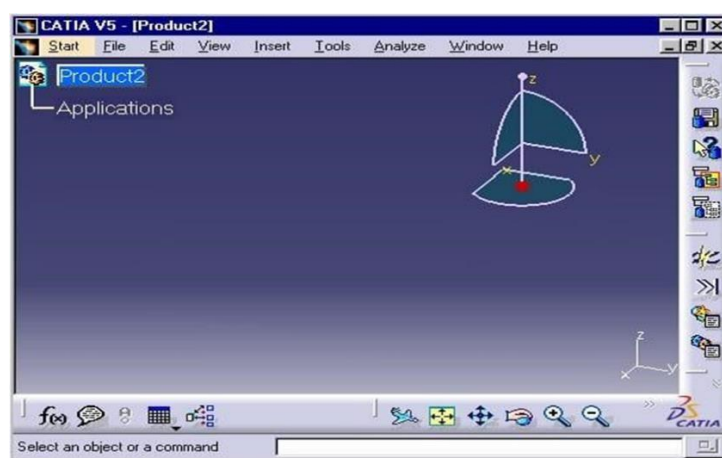 CATIA V5 - [Product2]
Start File Edit View Insert Tools Analyze Window Help
Product2
Applications
z
y
x
z
x y
f(x)
DS CATIA
Select an object or a command